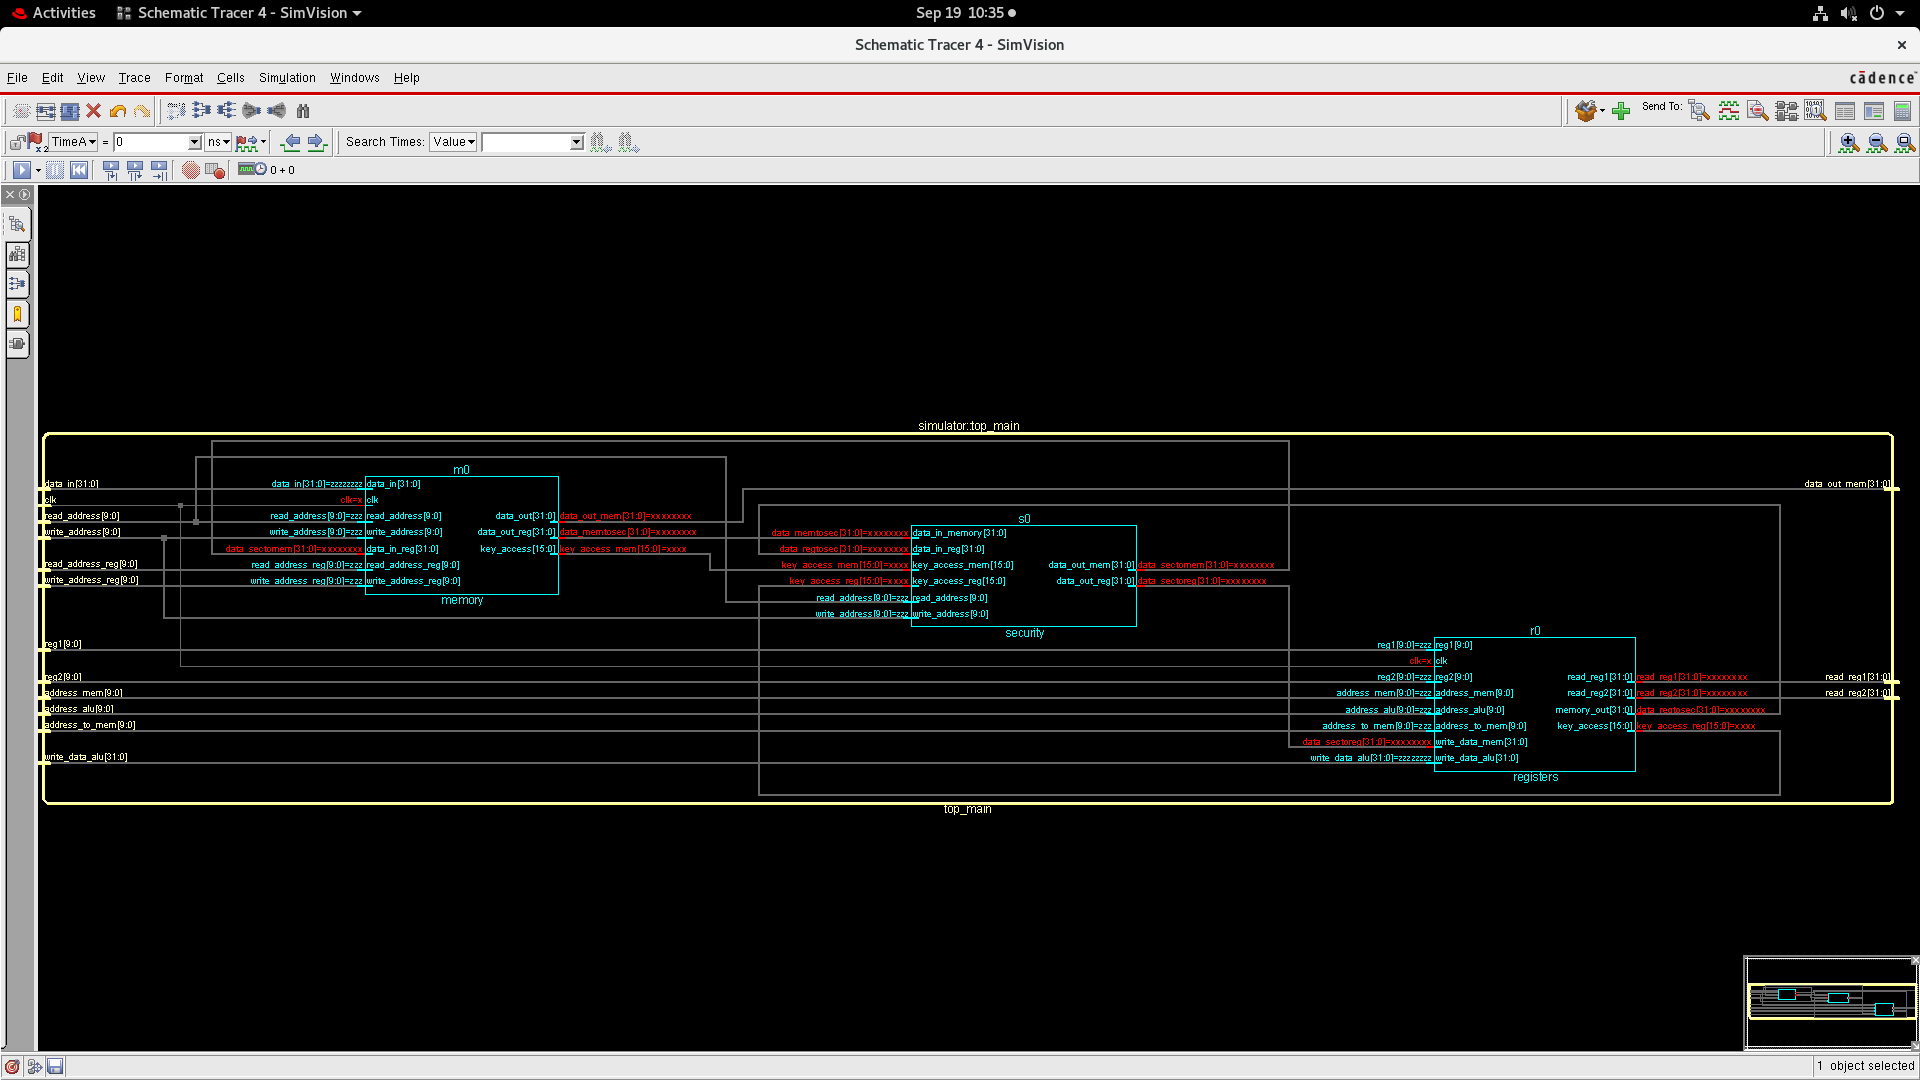 Activities
Schematic Tracer 4 - SimVision
Sep 19 10:35
Schematic Tracer 4 - SimVision
File Edit View Trace Format Cells Simulation Windows Help
cādence
Send To:
TimeA = 0 ns
Search Times: Value
0 + 0
simulator:top_main
m0
data_in[31:0]
data_in[31:0]=zzzzzzzz
data_in[31:0]
data_out_mem[31:0]
clk
clk=x
clk
read_address[9:0]
read_address[9:0]=zzz
read_address[9:0]
data_out[31:0]
data_out_mem[31:0]=xxxxxxxx
write_address[9:0]
write_address[9:0]=zzz
write_address[9:0]
data_out_reg[31:0]
data_memtosec[31:0]=xxxxxxxx
data_sectomem[31:0]=xxxxxxxx
data_in_reg[31:0]
key_access[15:0]
key_access_mem[15:0]=xxxx
read_address_reg[9:0]
read_address_reg[9:0]=zzz
read_address_reg[9:0]
write_address_reg[9:0]
write_address_reg[9:0]=zzz
write_address_reg[9:0]
memory
s0
data_memtosec[31:0]=xxxxxxxx
data_in_memory[31:0]
data_regtosec[31:0]=xxxxxxxx
data_in_reg[31:0]
key_access_mem[15:0]=xxxx
key_access_mem[15:0]
data_out_mem[31:0]
data_sectomem[31:0]=xxxxxxxx
key_access_reg[15:0]=xxxx
key_access_reg[15:0]
data_out_reg[31:0]
data_sectoreg[31:0]=xxxxxxxx
read_address[9:0]=zzz
read_address[9:0]
write_address[9:0]=zzz
write_address[9:0]
security
r0
reg1[9:0]
reg1[9:0]=zzz
reg1[9:0]
clk=x
clk
reg2[9:0]
reg2[9:0]=zzz
reg2[9:0]
read_reg1[31:0]
read_reg1[31:0]=xxxxxxxx
read_reg1[31:0]
address_mem[9:0]
address_mem[9:0]=zzz
address_mem[9:0]
read_reg2[31:0]
read_reg2[31:0]=xxxxxxxx
read_reg2[31:0]
address_alu[9:0]
address_alu[9:0]=zzz
address_alu[9:0]
memory_out[31:0]
data_regtosec[31:0]=xxxxxxxx
address_to_mem[9:0]
address_to_mem[9:0]=zzz
address_to_mem[9:0]
key_access[15:0]
key_access_reg[15:0]=xxxx
data_sectoreg[31:0]=xxxxxxxx
write_data_mem[31:0]
write_data_alu[31:0]
write_data_alu[31:0]=zzzzzzzz
write_data_alu[31:0]
registers
top_main
1 object selected